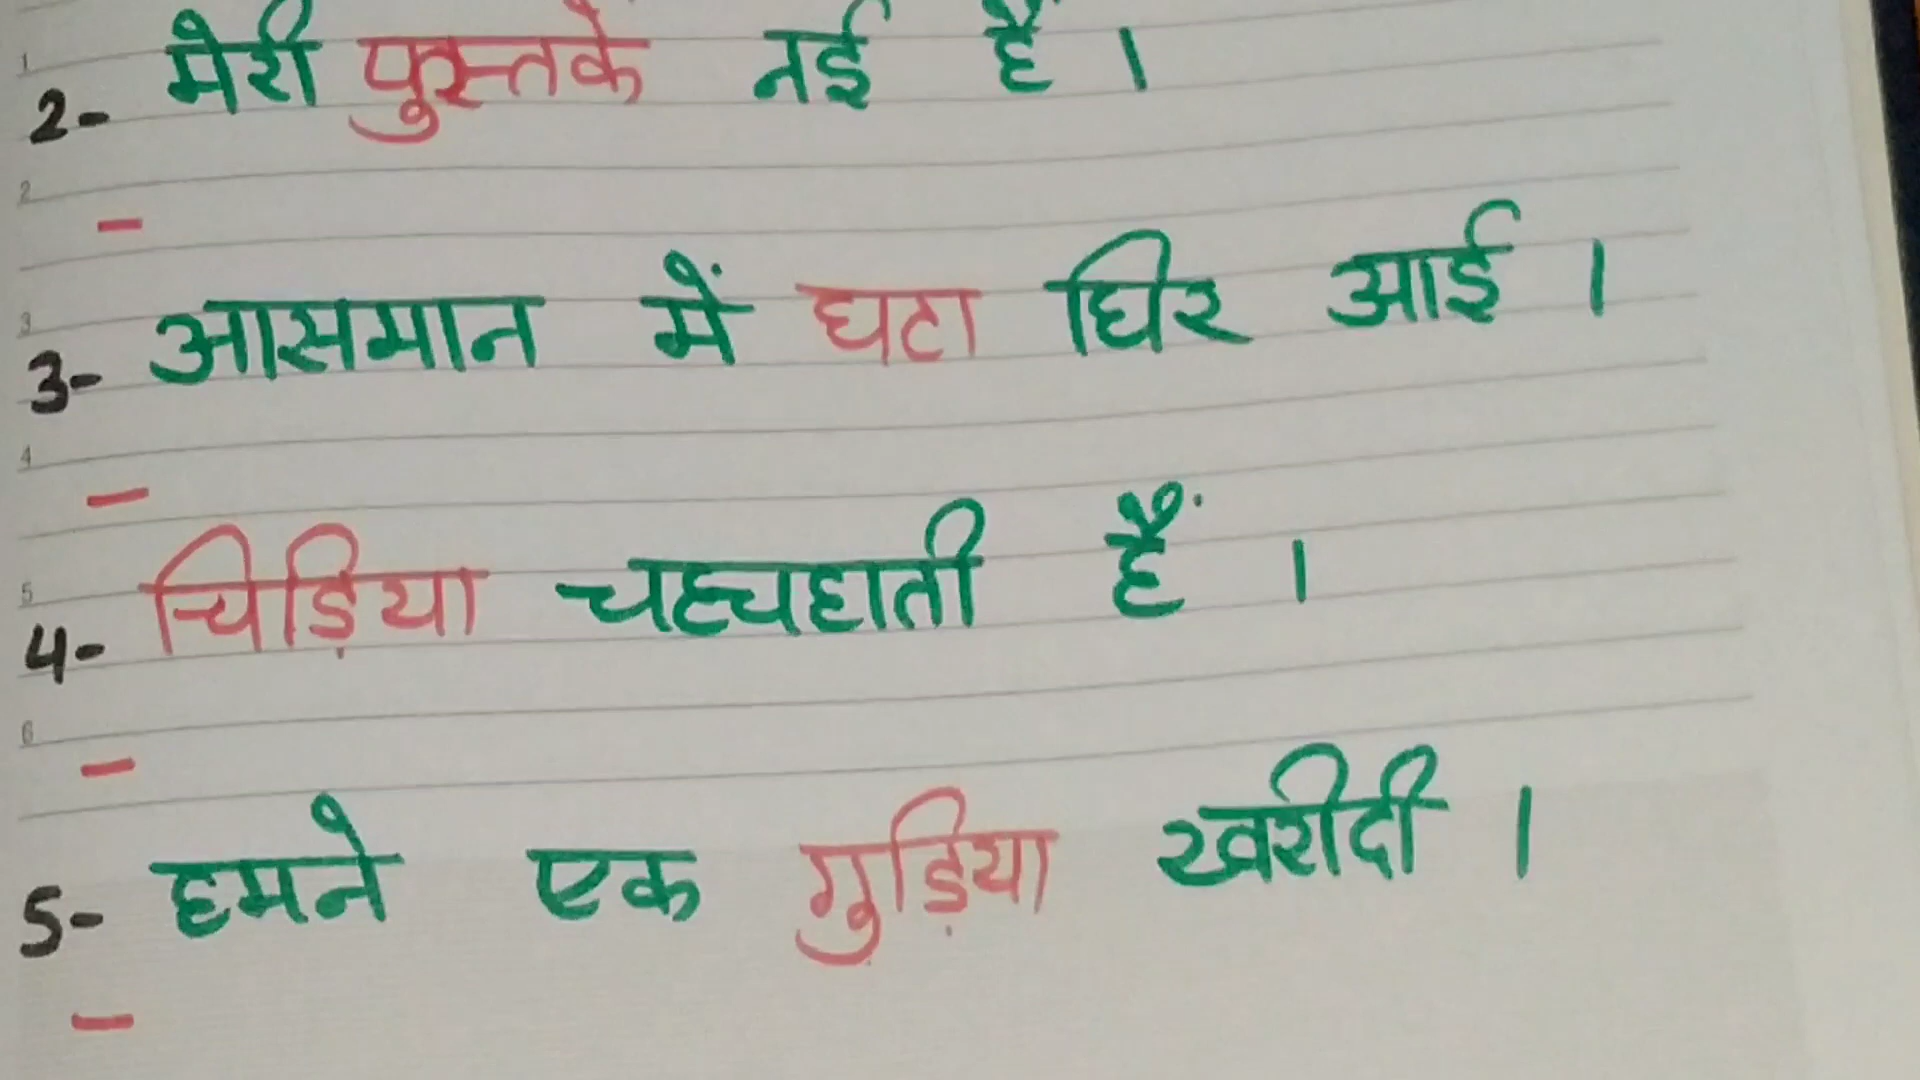 2- मेरी पुस्तकें नई हैं ।
-
3- आसमान में घटा घिर आई ।
-
4- चिड़िया चहचहाती हैं ।
-
5- हमने एक गुड़िया खरीदी ।
-